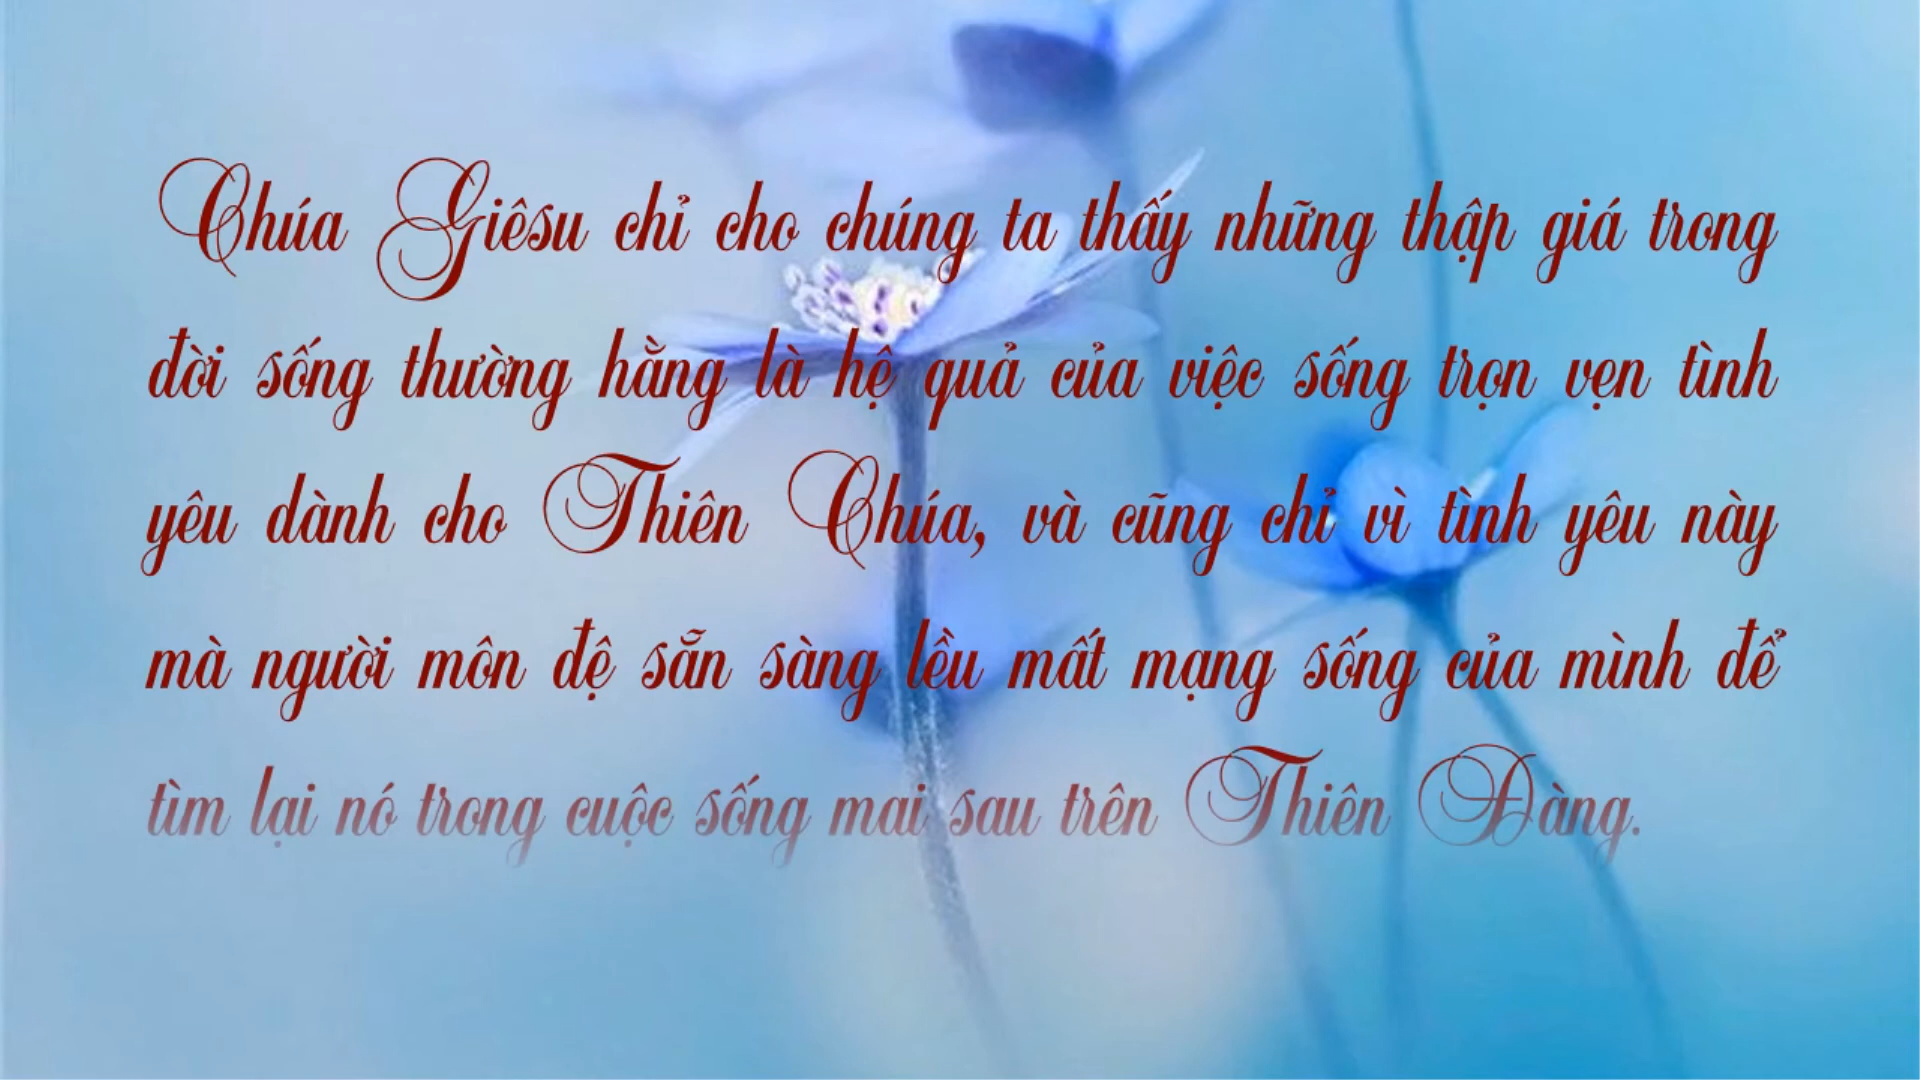 Chúa Giêsu chỉ cho chúng ta thấy những thập giá trong
đời sống thường hằng là hệ quả của việc sống trọn vẹn tình
yêu dành cho Thiên Chúa, và cũng chỉ vì tình yêu này
mà người môn đệ sẵn sàng lều mất mạng sống của mình để
tìm lại nó trong cuộc sống mai sau trên Thiên Đàng.